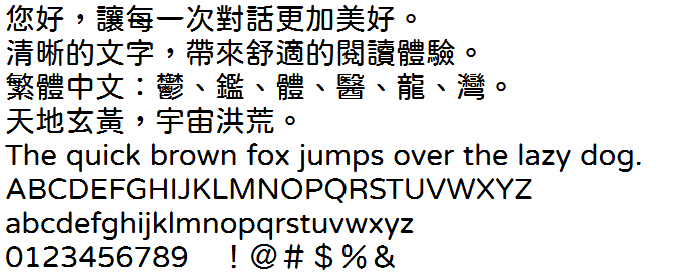 您好，讓每一次對話更加美好。
清晰的文字，帶來舒適的閱讀體驗。
繁體中文：鬱、鑑、體、醫、龍、灣。
天地玄黃，宇宙洪荒。
The quick brown fox jumps over the lazy dog.
ABCDEFGHIJKLMNOPQRSTUVWXYZ
abcdefghijklmnopqrstuvwxyz
0123456789　！＠＃＄％＆